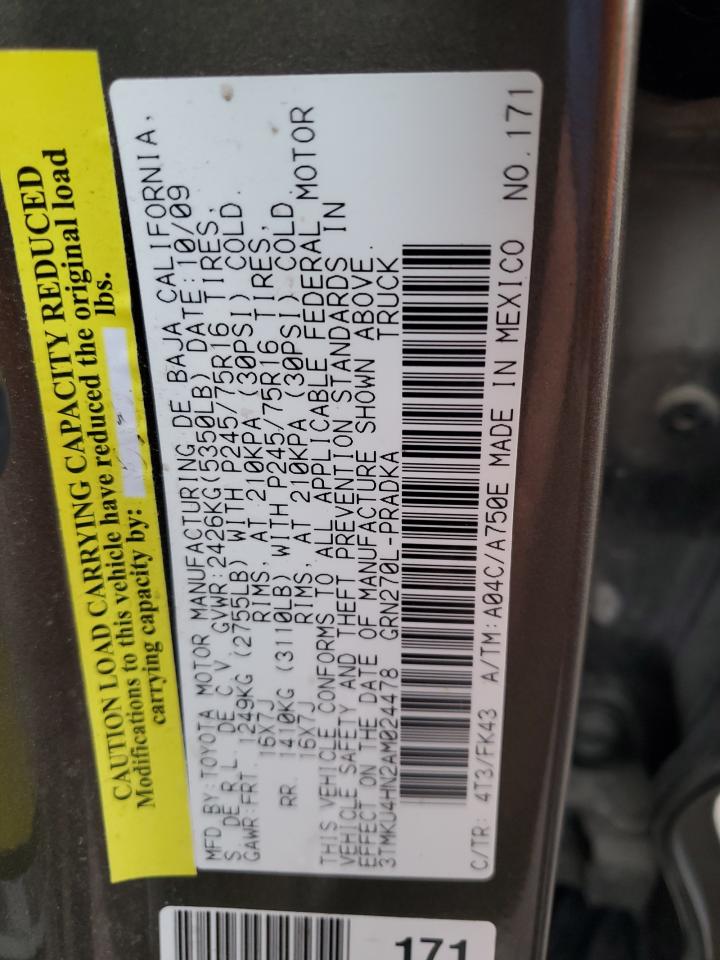 CAUTION LOAD CARRYING CAPACITY REDUCED
Modifications to this vehicle have reduced the original load
carrying capacity by: lbs.
MFD BY: TOYOTA MOTOR MANUFACTURING DE BAJA CALIFORNIA,
S. DE R. L. DE C. V. GVWR: 2426KG(5350LB) DATE: 10/09
GAWR: FRT. 1249KG (2755LB) WITH P245/75R16 TIRES,
16X7J RIMS, AT 210KPA (30PSI) COLD.
RR. 1410KG (3110LB) WITH P245/75R16 TIRES,
16X7J RIMS, AT 210KPA (30PSI) COLD.
THIS VEHICLE CONFORMS TO ALL APPLICABLE FEDERAL MOTOR
VEHICLE SAFETY AND THEFT PREVENTION STANDARDS IN
EFFECT ON THE DATE OF MANUFACTURE SHOWN ABOVE.
3TMKU4HN2AM024478 GRN270L-PRADKA TRUCK
C/TR: 4T3/FK43 A/TM: A04C/A750E MADE IN MEXICO NO. 171
171